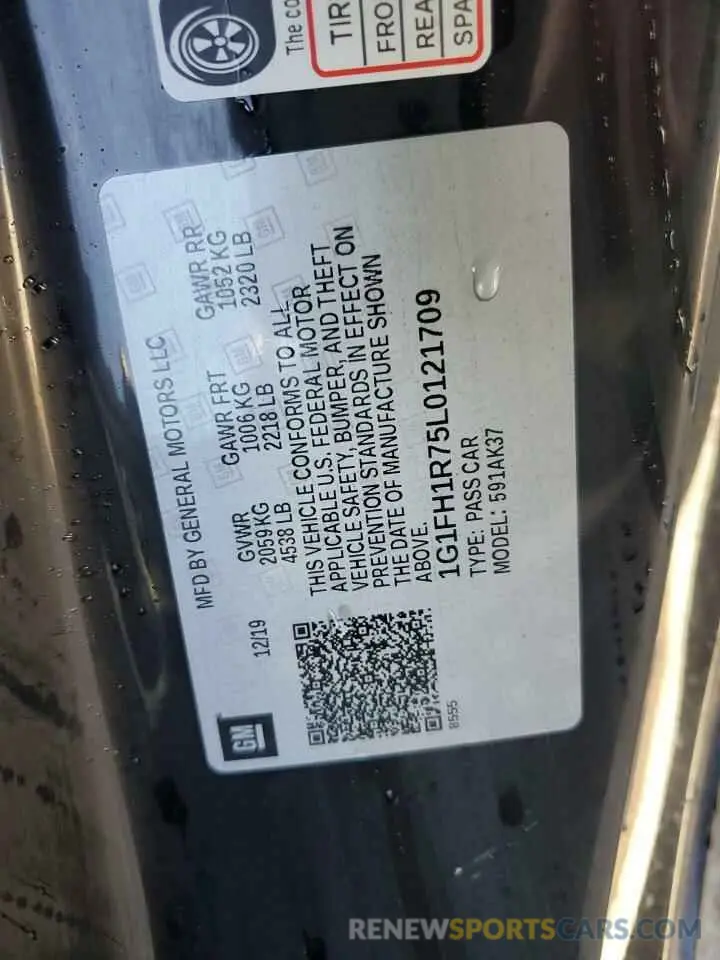 The co
TIR
FRO
REA
SPA
MFD BY GENERAL MOTORS LLC
GVWR GAWR FRT GAWR RR
2059 KG 1006 KG 1052 KG
4538 LB 2218 LB 2320 LB
12/19
GM
THIS VEHICLE CONFORMS TO ALL
APPLICABLE U.S. FEDERAL MOTOR
VEHICLE SAFETY, BUMPER, AND THEFT
PREVENTION STANDARDS IN EFFECT ON
THE DATE OF MANUFACTURE SHOWN
ABOVE.
1G1FH1R75L0121709
TYPE: PASS CAR
MODEL: 591AK37
8555
RENEWSPORTSCARS.COM